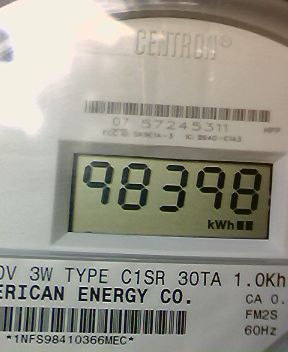 CENTRON®
07 57245311
98398
kWh
0V 3W TYPE C1SR 30TA 1.0Kh
ERICAN ENERGY CO.
CA 0.
FM2S
60Hz
*1NFS98410366MEC*